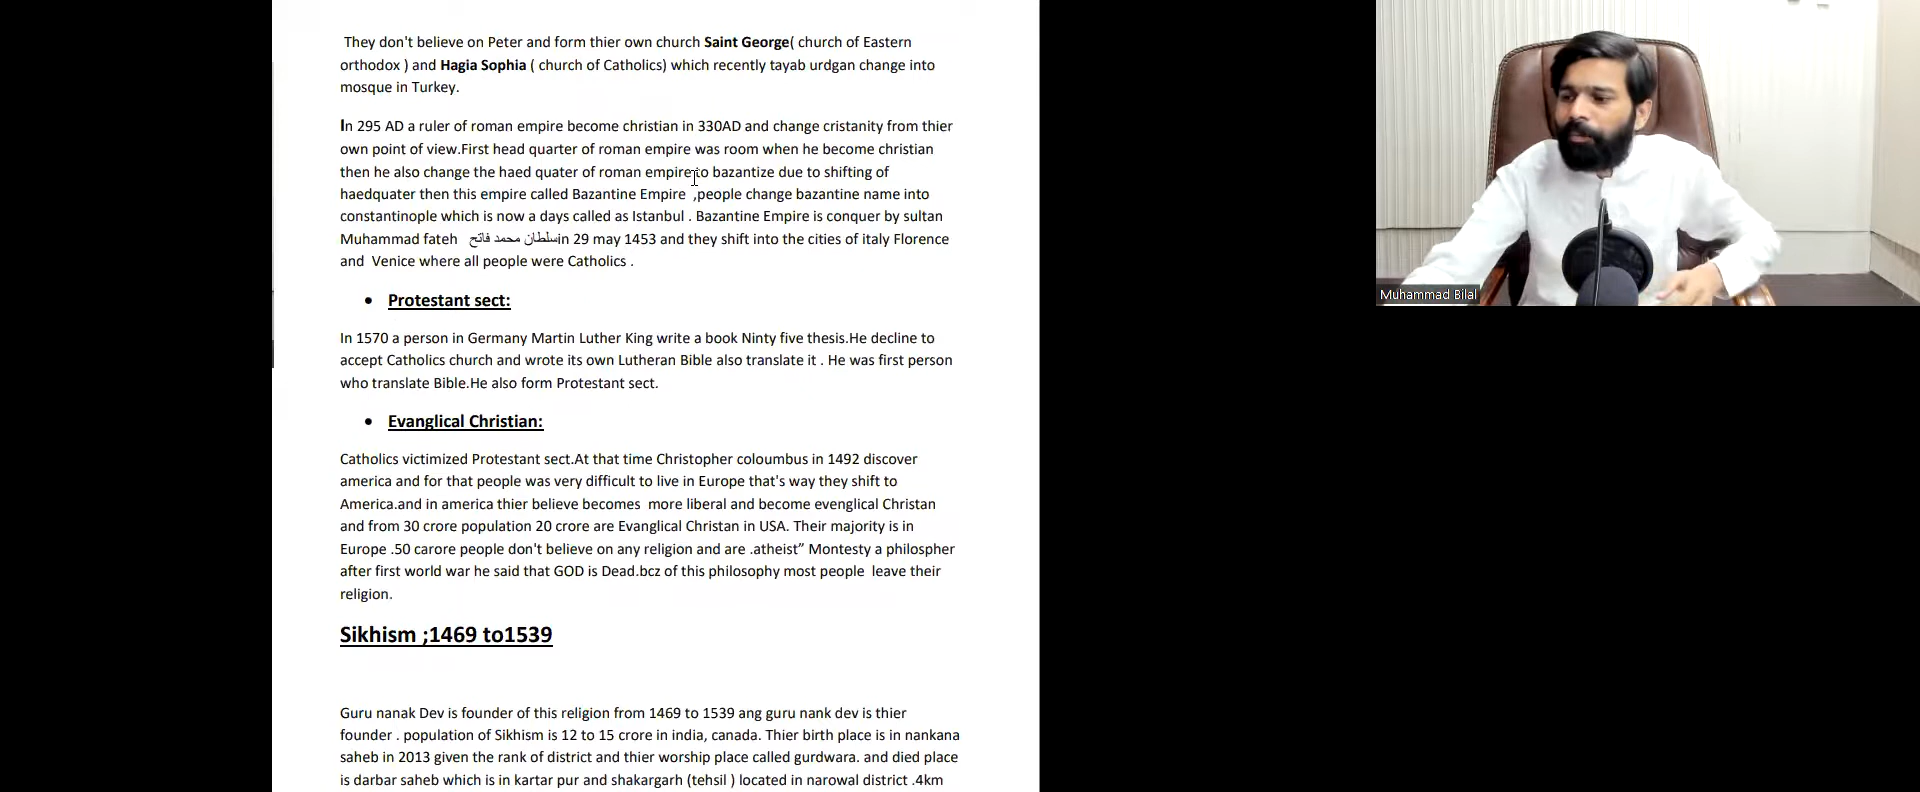 They don't believe on Peter and form thier own church Saint George( church of Eastern
orthodox ) and Hagia Sophia ( church of Catholics) which recently tayab urdgan change into
mosque in Turkey.
In 295 AD a ruler of roman empire become christian in 330AD and change cristanity from thier
own point of view.First head quarter of roman empire was room when he become christian
then he also change the haed quater of roman empire to bazantize due to shifting of
haedquater then this empire called Bazantine Empire ,people change bazantine name into
constantinople which is now a days called as Istanbul . Bazantine Empire is conquer by sultan
Muhammad fateh سلطان محمد فاتح in 29 may 1453 and they shift into the cities of italy Florence
and Venice where all people were Catholics .
• Protestant sect:
In 1570 a person in Germany Martin Luther King write a book Ninty five thesis.He decline to
accept Catholics church and wrote its own Lutheran Bible also translate it . He was first person
who translate Bible.He also form Protestant sect.
• Evanglical Christian:
Catholics victimized Protestant sect.At that time Christopher coloumbus in 1492 discover
america and for that people was very difficult to live in Europe that's way they shift to
America.and in america thier believe becomes more liberal and become evenglical Christan
and from 30 crore population 20 crore are Evanglical Christan in USA. Their majority is in
Europe .50 carore people don't believe on any religion and are .atheist” Montesty a philospher
after first world war he said that GOD is Dead.bcz of this philosophy most people leave their
religion.
Sikhism ;1469 to1539
Guru nanak Dev is founder of this religion from 1469 to 1539 ang guru nank dev is thier
founder . population of Sikhism is 12 to 15 crore in india, canada. Thier birth place is in nankana
saheb in 2013 given the rank of district and thier worship place called gurdwara. and died place
is darbar saheb which is in kartar pur and shakargarh (tehsil ) located in narowal district .4km
Muhammad Bilal